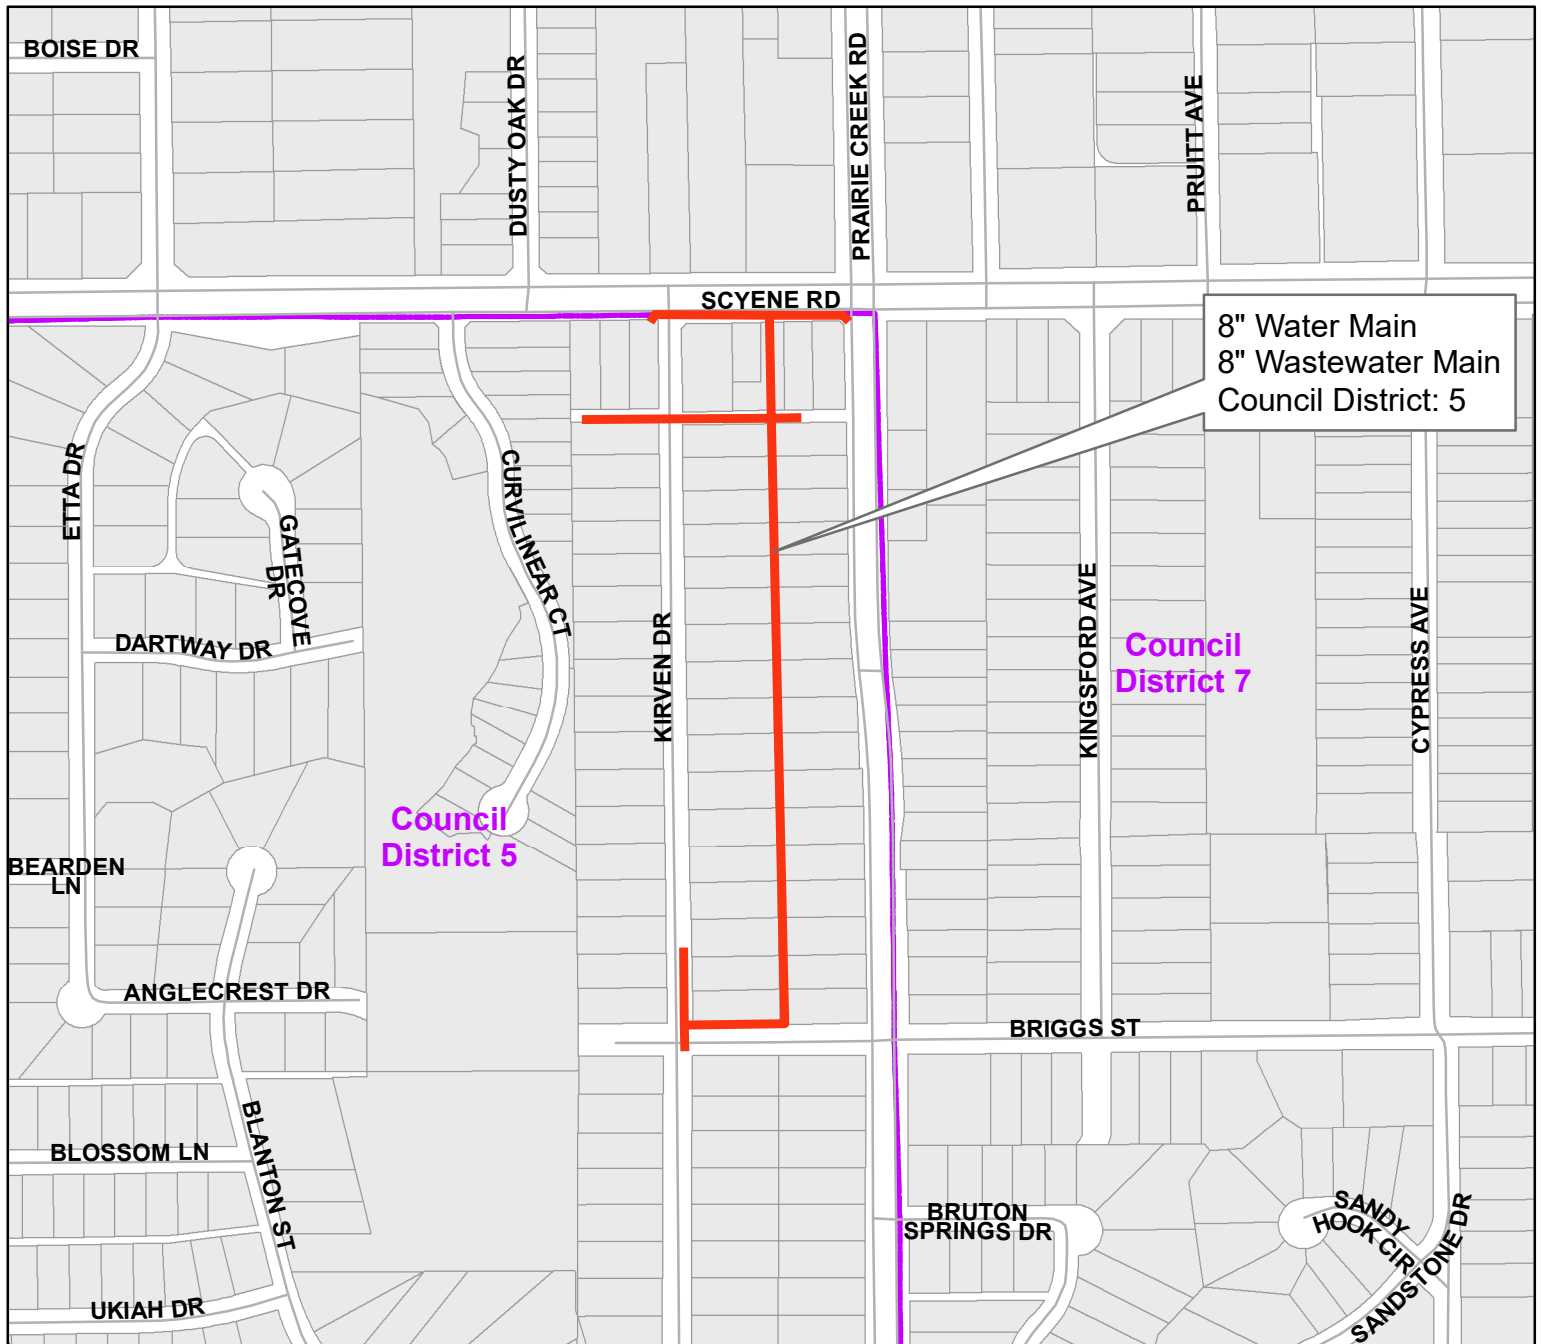 BOISE DR
DUSTY OAK DR
PRAIRIE CREEK RD
PRUITT AVE
SCYENE RD
8" Water Main
8" Wastewater Main
Council District: 5
ETTA DR
GATECOVE
DR
CURVILINEAR CT
DARTWAY DR
KIRVEN DR
KINGSFORD AVE
Council
District 7
CYPRESS AVE
Council
District 5
BEARDEN
LN
ANGLECREST DR
BRIGGS ST
BLOSSOM LN
BLANTON ST
BRUTON
SPRINGS DR
SANDY
HOOK CIR
SANDSTONE DR
UKIAH DR